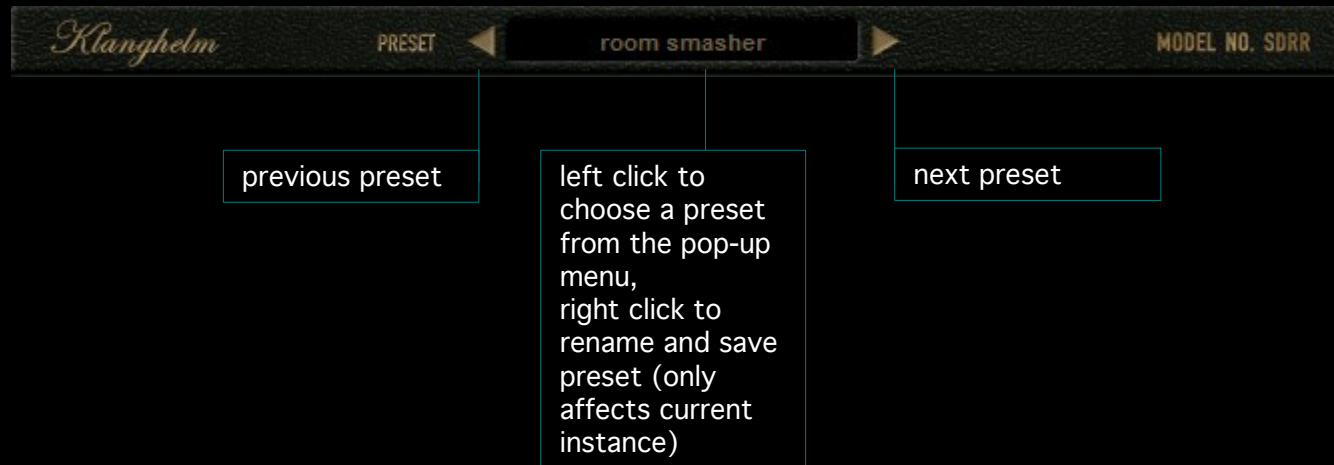 Klanghelm PRESET room smasher MODEL NO. SDRR
previous preset
left click to
choose a preset
from the pop-up
menu,
right click to
rename and save
preset (only
affects current
instance)
next preset